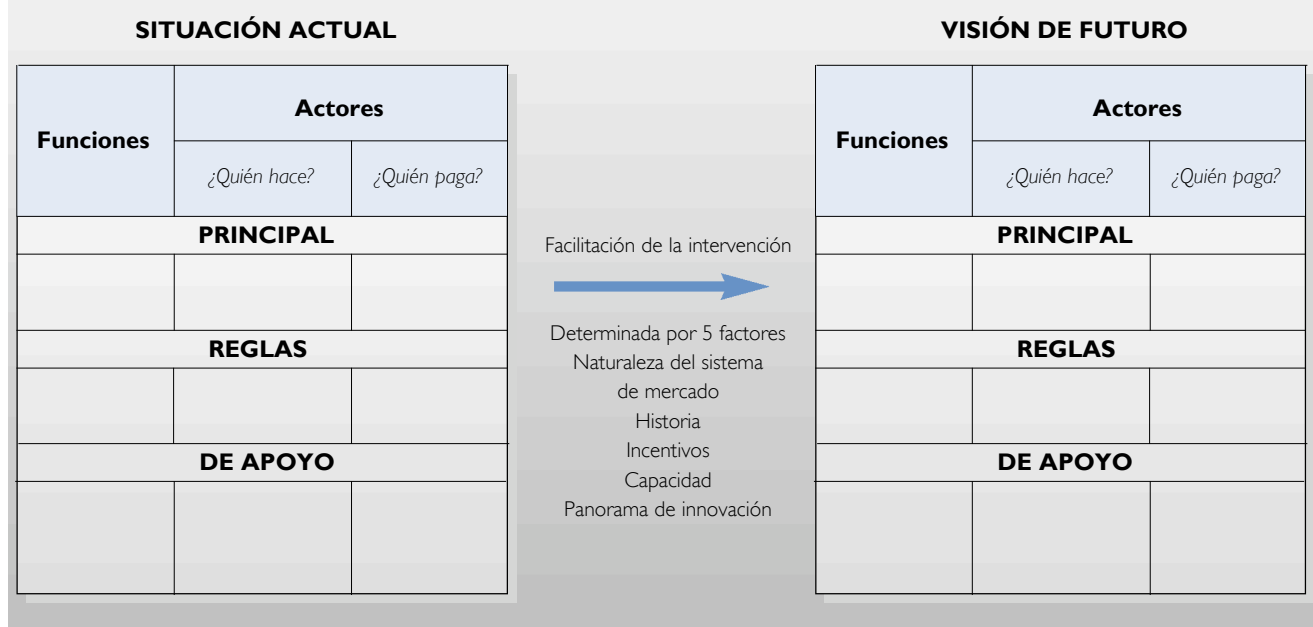 SITUACIÓN ACTUAL
Funciones
Actores
¿Quién hace?
¿Quién paga?
PRINCIPAL
REGLAS
DE APOYO
Facilitación de la intervención
Determinada por 5 factores
Naturaleza del sistema
de mercado
Historia
Incentivos
Capacidad
Panorama de innovación
VISIÓN DE FUTURO
Funciones
Actores
¿Quién hace?
¿Quién paga?
PRINCIPAL
REGLAS
DE APOYO